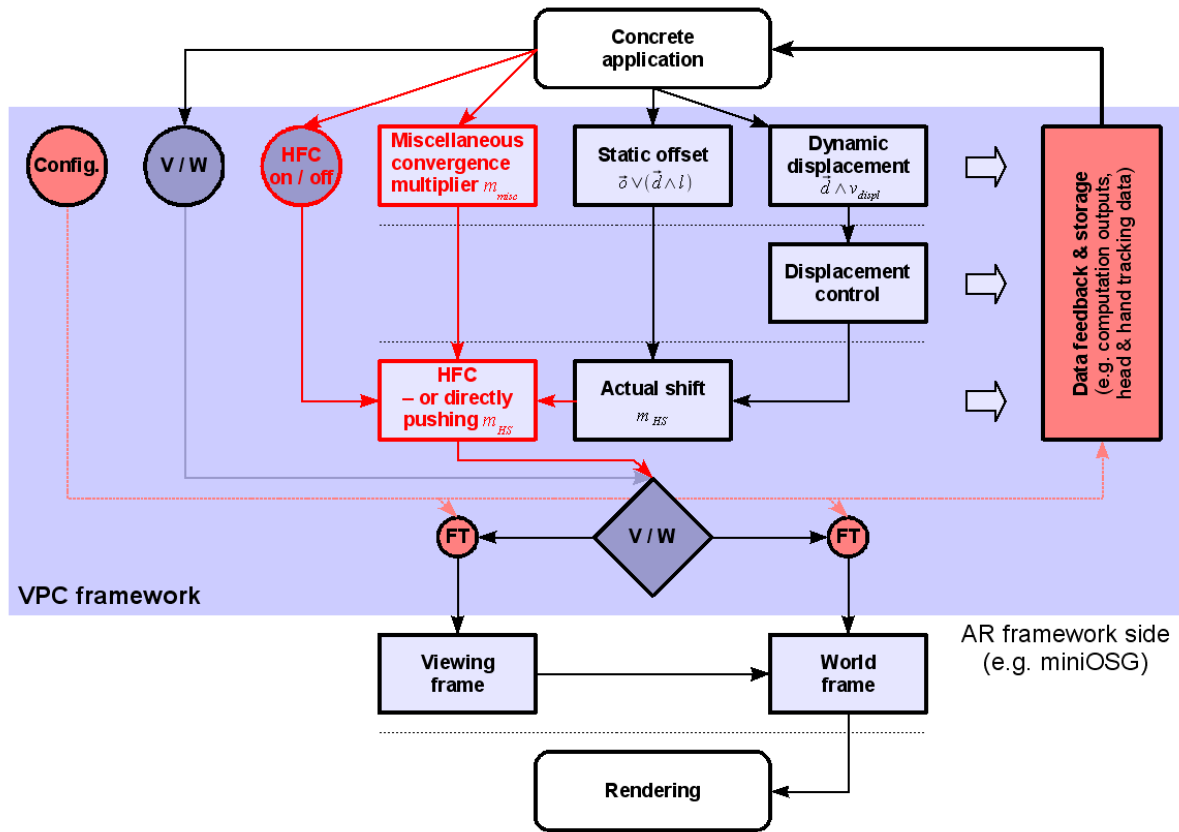 Concrete
application
Config.
V / W
HFC
on / off
Miscellaneous
convergence
multiplier m_misc
Static offset
o⃗ ∨ (d⃗ ∧ l)
Dynamic
displacement
d⃗ ∧ v_displ
Displacement
control
HFC
– or directly
pushing m_HS
Actual shift
m_HS
Data feedback & storage
(e.g. computation outputs,
head & hand tracking data)
FT
V / W
FT
VPC framework
AR framework side
(e.g. miniOSG)
Viewing
frame
World
frame
Rendering